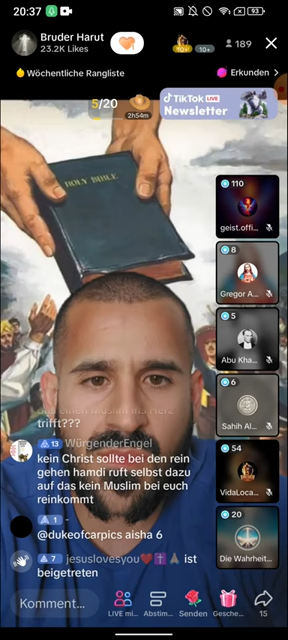 20:37
93
Bruder Harut
23.2K Likes
10+
189
Wöchentliche Rangliste
Erkunden >
5/20
2h54m
TikTok LIVE
Newsletter
HOLY BIBLE
110
geist.offi...
8
Gregor A...
5
Abu Kha...
6
Sahih Al...
54
VidaLoca...
20
Die Wahrheit...
trifft???
13 WürgenderEngel
kein Christ sollte bei den rein
gehen hamdi ruft selbst dazu
auf das kein Muslim bei euch
reinkommt
1 -
@dukeofcarpics aisha 6
7 jesuslovesyou❤️✝️🙏 ist
beigetreten
Komment...
LIVE mi...
Abstim...
Senden
Gesche...
15